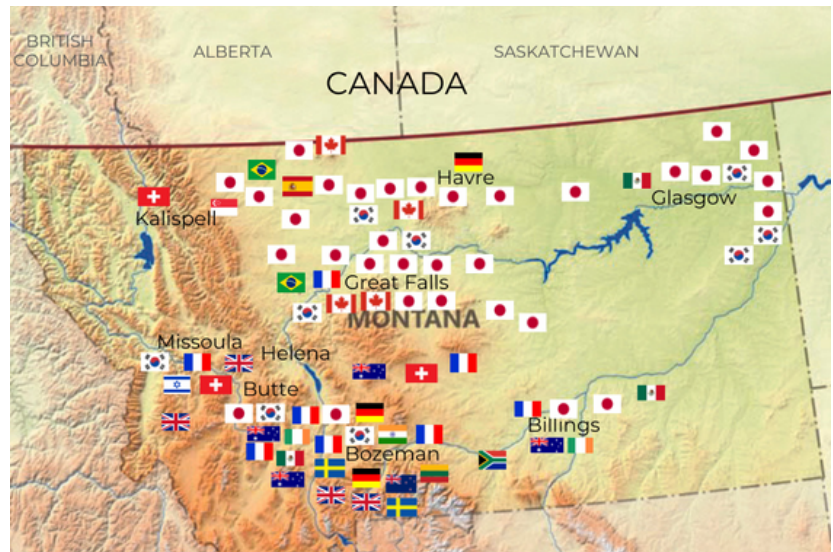 BRITISH
COLUMBIA
ALBERTA
SASKATCHEWAN
CANADA
Havre
Glasgow
Kalispell
Great Falls
MONTANA
Missoula
Helena
Butte
Billings
Bozeman